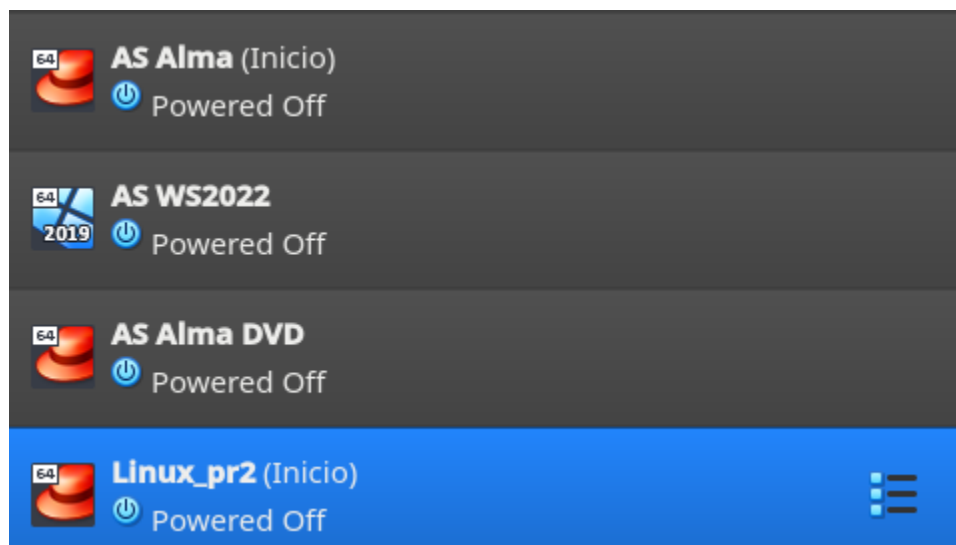 64
AS Alma (Inicio)
Powered Off
64
2019
AS WS2022
Powered Off
64
AS Alma DVD
Powered Off
64
Linux_pr2 (Inicio)
Powered Off